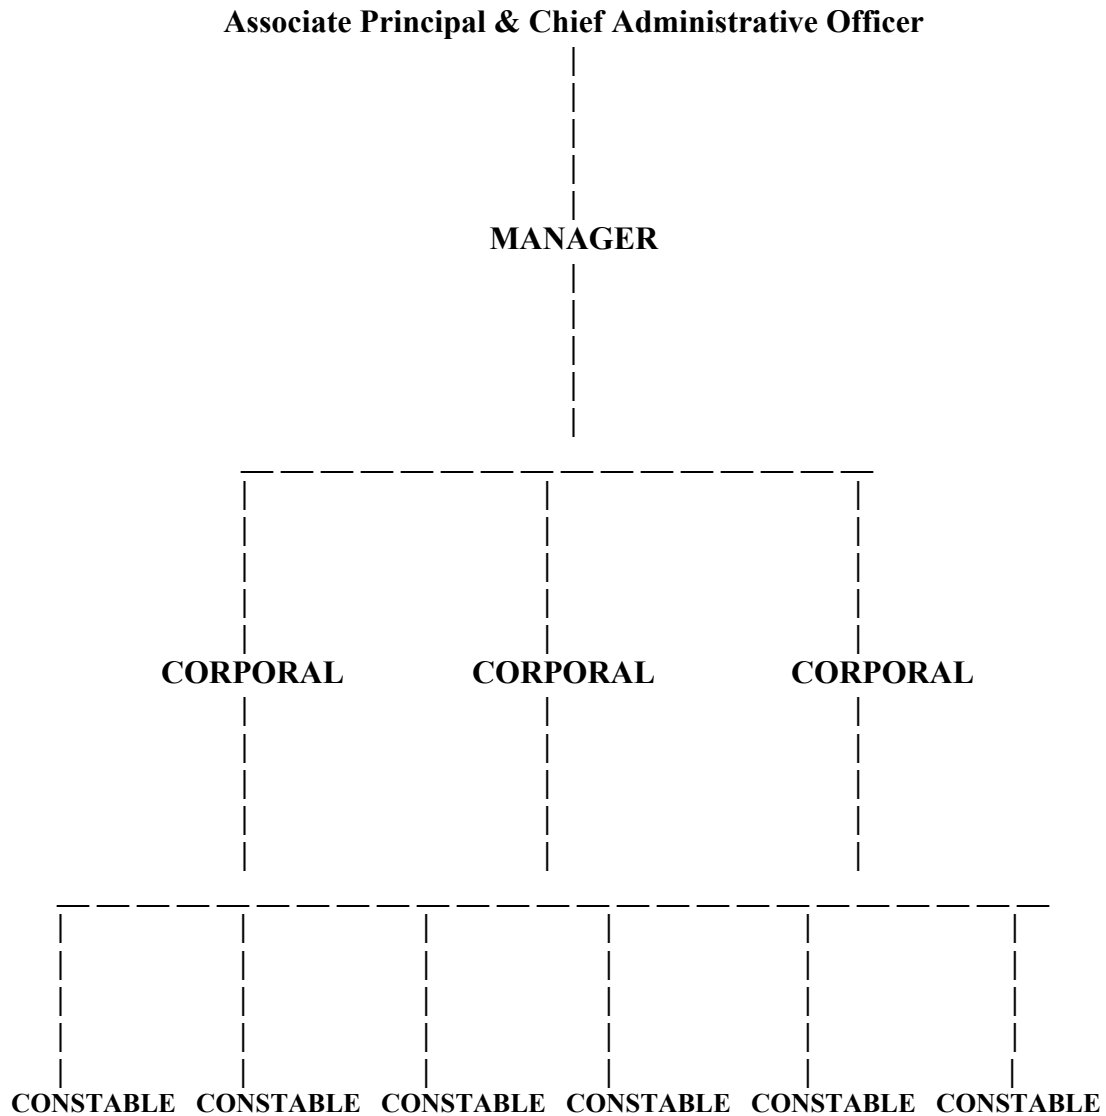 Associate Principal & Chief Administrative Officer
MANAGER
CORPORAL CORPORAL CORPORAL
CONSTABLE CONSTABLE CONSTABLE CONSTABLE CONSTABLE CONSTABLE